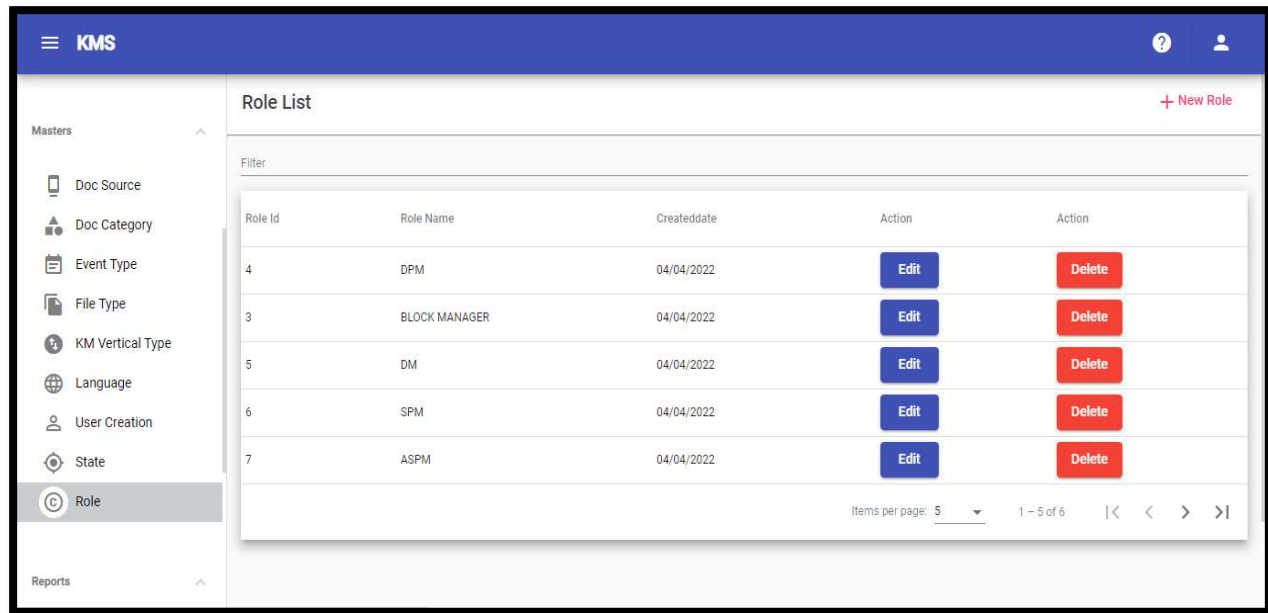 KMS
?
Role List
+ New Role
Masters
Filter
Doc Source
Doc Category
Event Type
File Type
KM Vertical Type
Language
User Creation
State
C Role
Reports
Role Id Role Name Createddate Action Action
4 DPM 04/04/2022 Edit Delete
3 BLOCK MANAGER 04/04/2022 Edit Delete
5 DM 04/04/2022 Edit Delete
6 SPM 04/04/2022 Edit Delete
7 ASPM 04/04/2022 Edit Delete
Items per page: 5 1 – 5 of 6